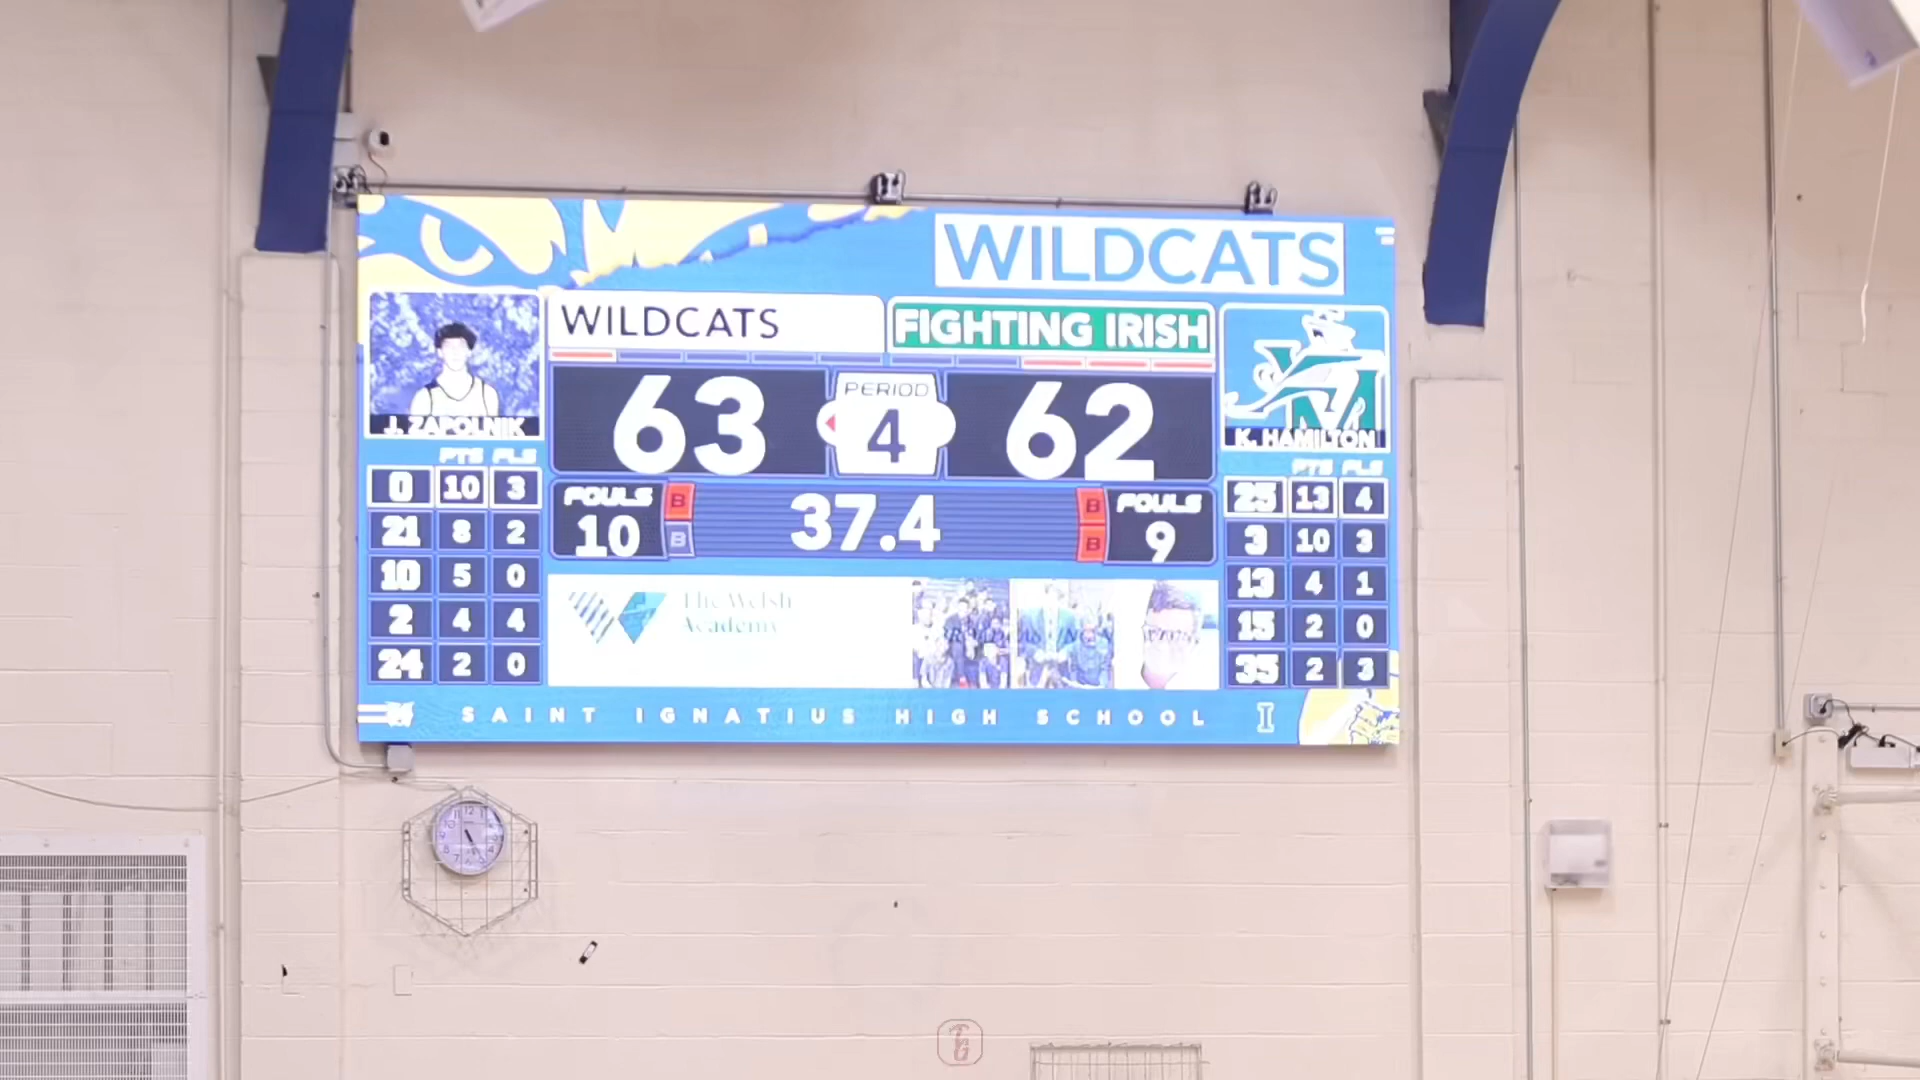 WILDCATS
WILDCATS
FIGHTING IRISH
63
PERIOD
4
62
J. ZAPOLNIK
K. HAMILTON
PTS FLS
PTS FLS
0 10 3
21 8 2
10 5 0
2 4 4
24 2 0
FOULS
10
B
B
37.4
B
B
FOULS
9
25 13 4
3 10 3
13 4 1
15 2 0
35 2 3
The Welsh
Academy
SAINT IGNATIUS HIGH SCHOOL
I